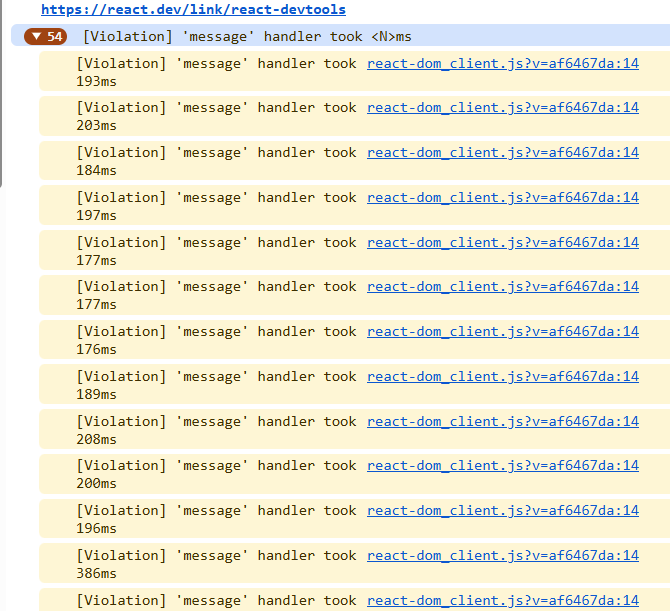 https://react.dev/link/react-devtools
▼ 54 [Violation] 'message' handler took <N>ms
[Violation] 'message' handler took react-dom_client.js?v=af6467da:14
193ms
[Violation] 'message' handler took react-dom_client.js?v=af6467da:14
203ms
[Violation] 'message' handler took react-dom_client.js?v=af6467da:14
184ms
[Violation] 'message' handler took react-dom_client.js?v=af6467da:14
197ms
[Violation] 'message' handler took react-dom_client.js?v=af6467da:14
177ms
[Violation] 'message' handler took react-dom_client.js?v=af6467da:14
177ms
[Violation] 'message' handler took react-dom_client.js?v=af6467da:14
176ms
[Violation] 'message' handler took react-dom_client.js?v=af6467da:14
189ms
[Violation] 'message' handler took react-dom_client.js?v=af6467da:14
208ms
[Violation] 'message' handler took react-dom_client.js?v=af6467da:14
200ms
[Violation] 'message' handler took react-dom_client.js?v=af6467da:14
196ms
[Violation] 'message' handler took react-dom_client.js?v=af6467da:14
386ms
[Violation] 'message' handler took react-dom_client.js?v=af6467da:14